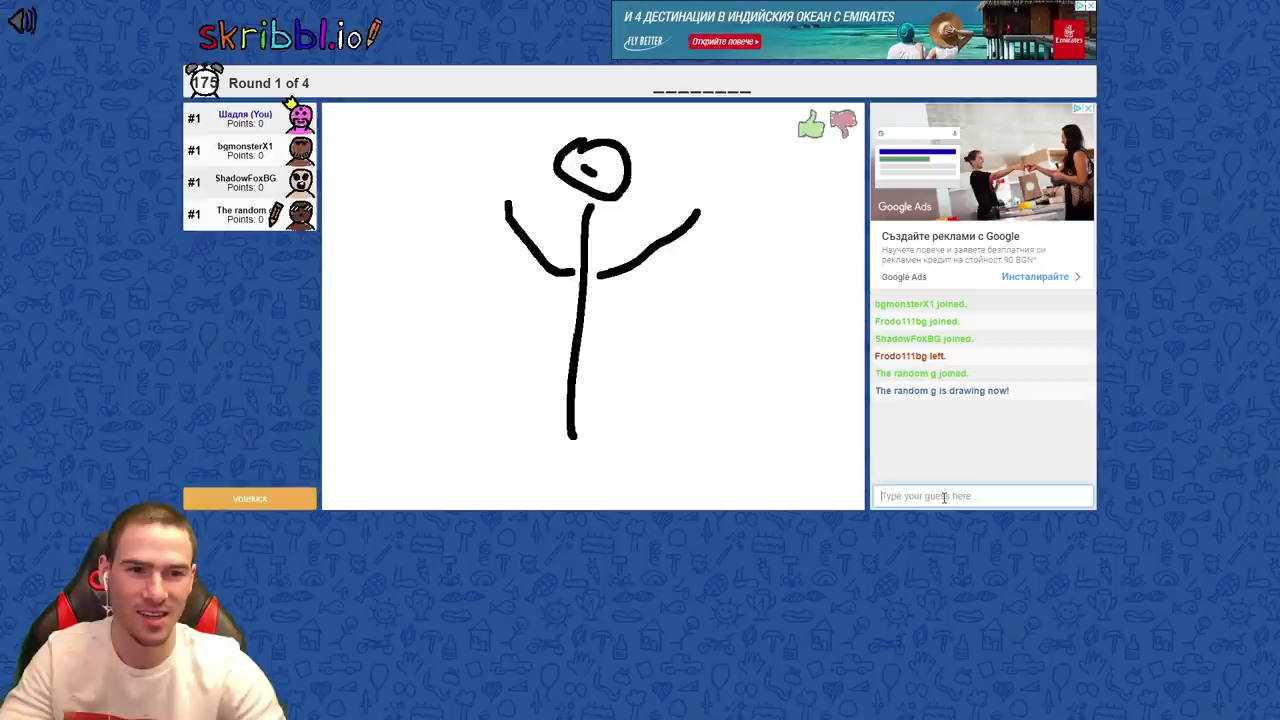 skribbl.io
И 4 ДЕСТИНАЦИИ В ИНДИЙСКИЯ ОКЕАН С EMIRATES
FLY BETTER
Открийте повече
Emirates
175
Round 1 of 4
________
#1
Шадля (You)
Points: 0
#1
bgmonsterX1
Points: 0
#1
ShadowFoxBG
Points: 0
#1
The random
Points: 0
Google Ads
Създайте реклами с Google
Научете повече и заявете безплатния си
рекламен кредит на стойност 90 BGN*
Google Ads
Инсталирайте
bgmonsterX1 joined.
Frodo111bg joined.
ShadowFoxBG joined.
Frodo111bg left.
The random g joined.
The random g is drawing now!
Votekick
Type your guess here